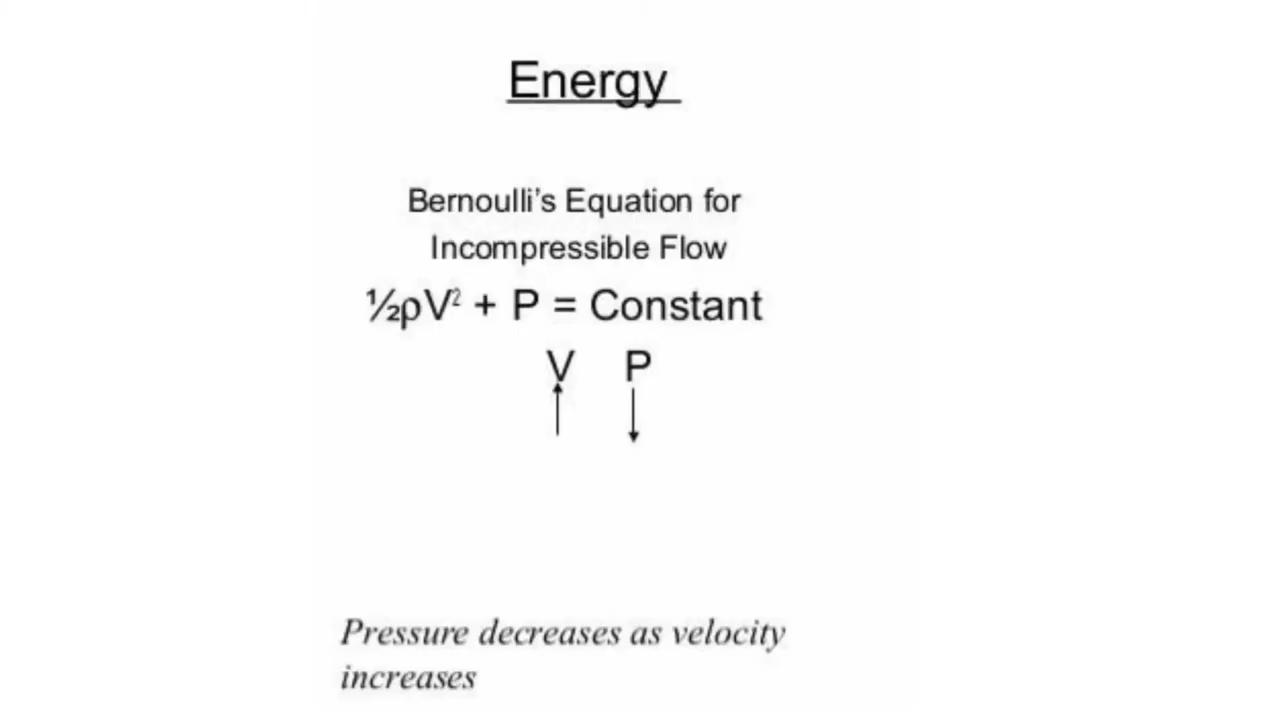 Energy
Bernoulli's Equation for
Incompressible Flow
½ρV² + P = Constant
V P
Pressure decreases as velocity
increases